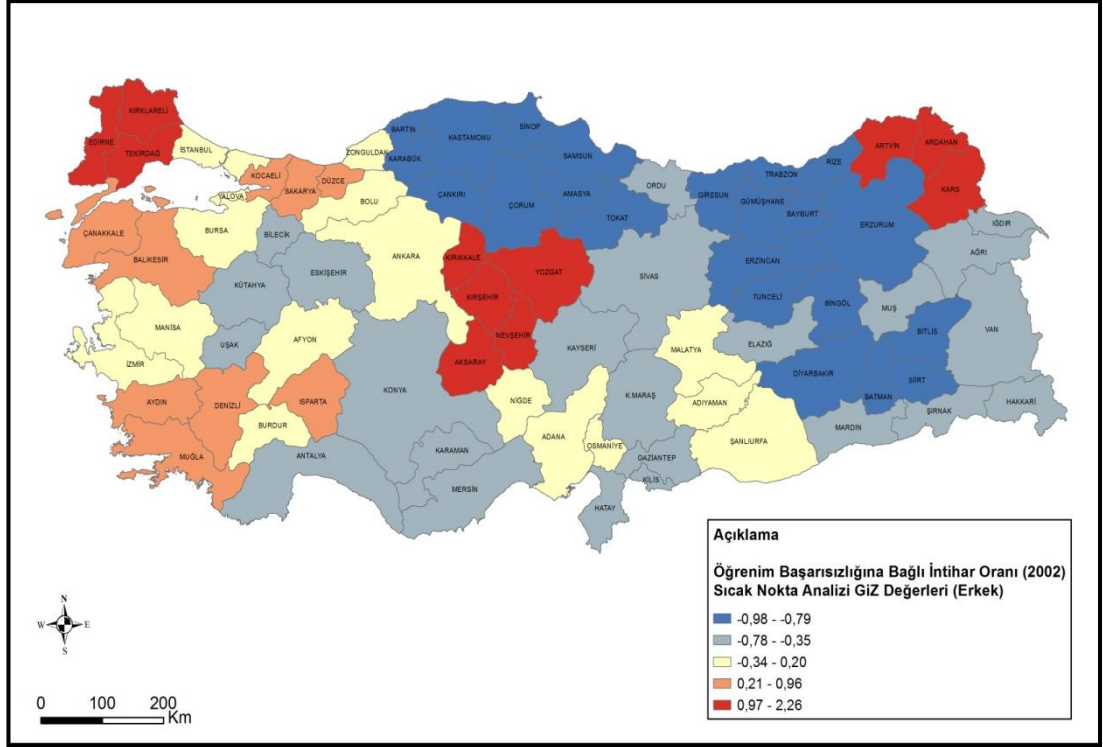 KIRKLARELİ
EDİRNE
TEKİRDAĞ
İSTANBUL
KOCAELİ
YALOVA
SAKARYA
DÜZCE
ZONGULDAK
BARTIN
KARABÜK
KASTAMONU
SİNOP
SAMSUN
ÇANKIRI
ÇORUM
AMASYA
TOKAT
ORDU
GİRESUN
TRABZON
RİZE
ARTVİN
ARDAHAN
KARS
GÜMÜŞHANE
BAYBURT
ERZURUM
IĞDIR
AĞRI
ÇANAKKALE
BALIKESİR
BURSA
BİLECİK
BOLU
ESKİŞEHİR
ANKARA
KIRIKKALE
YOZGAT
KIRŞEHİR
SİVAS
ERZİNCAN
TUNCELİ
BİNGÖL
MUŞ
BİTLİS
VAN
KÜTAHYA
MANİSA
UŞAK
AFYON
İZMİR
NEVŞEHİR
AKSARAY
KAYSERİ
MALATYA
ELAZIĞ
DİYARBAKIR
BATMAN
SİİRT
ŞIRNAK
HAKKARİ
MARDİN
AYDIN
DENİZLİ
ISPARTA
BURDUR
KONYA
NİĞDE
K.MARAŞ
ADIYAMAN
ŞANLIURFA
MUĞLA
ANTALYA
KARAMAN
MERSİN
ADANA
OSMANİYE
GAZİANTEP
KİLİS
HATAY
Açıklama
Öğrenim Başarısızlığına Bağlı İntihar Oranı (2002)
Sıcak Nokta Analizi GiZ Değerleri (Erkek)
-0,98 - -0,79
-0,78 - -0,35
-0,34 - 0,20
0,21 - 0,96
0,97 - 2,26
N
W E
S
0 100 200
Km